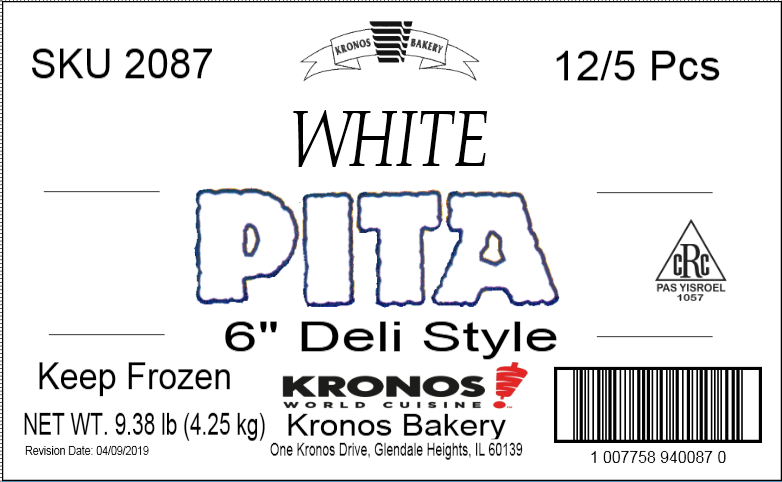 SKU 2087
KRONOS BAKERY
12/5 Pcs
WHITE
PITA
cRc
PAS YISROEL
1057
6" Deli Style
Keep Frozen
KRONOS
WORLD CUISINE ™
NET WT. 9.38 lb (4.25 kg)
Kronos Bakery
Revision Date: 04/09/2019
One Kronos Drive, Glendale Heights, IL 60139
1 007758 940087 0